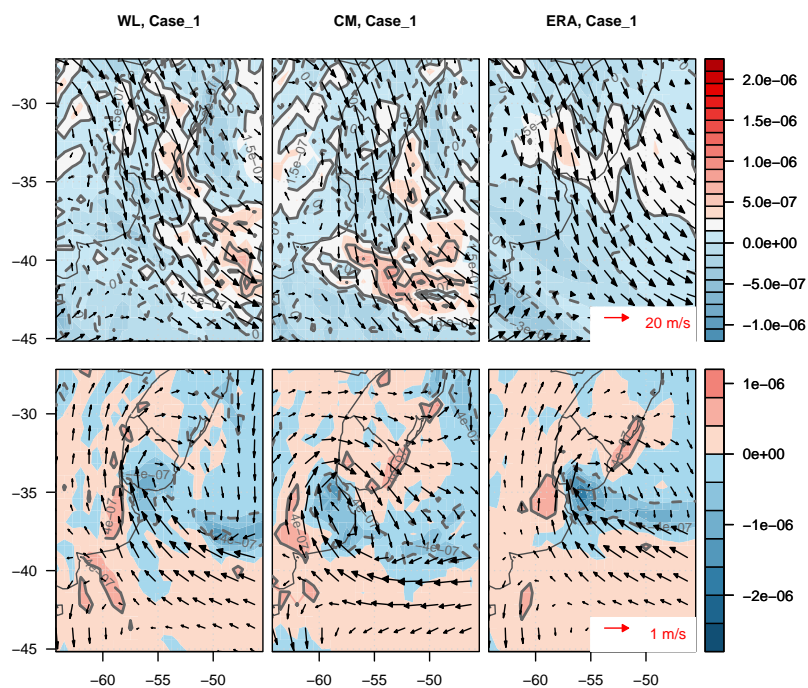 WL, Case_1 CM, Case_1 ERA, Case_1
−30
−35
−40
−45
2.0e−06
1.5e−06
1.0e−06
5.0e−07
0.0e+00
−5.0e−07
−1.0e−06
20 m/s
−30
−35
−40
−45
1e−06
0e+00
−1e−06
−2e−06
1 m/s
−60 −55 −50 −60 −55 −50 −60 −55 −50